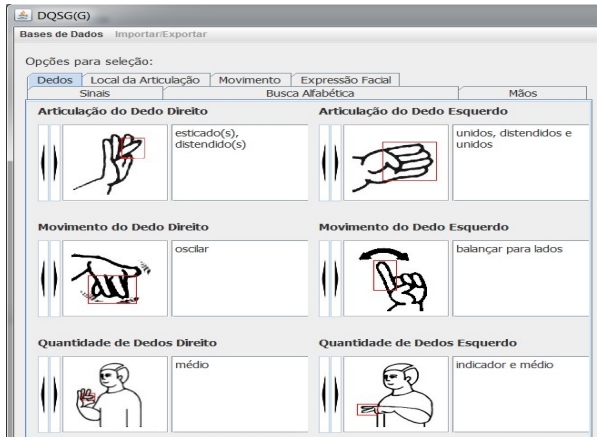 DQSG(G)
Bases de Dados Importar/Exportar
Opções para seleção:
Dedos Local da Articulação Movimento Expressão Facial
Sinais Busca Alfabética Mãos
Articulação do Dedo Direito Articulação do Dedo Esquerdo
esticado(s), unidos, distendidos e
distendido(s) unidos
Movimento do Dedo Direito Movimento do Dedo Esquerdo
oscilar balançar para lados
Quantidade de Dedos Direito Quantidade de Dedos Esquerdo
médio indicador e médio